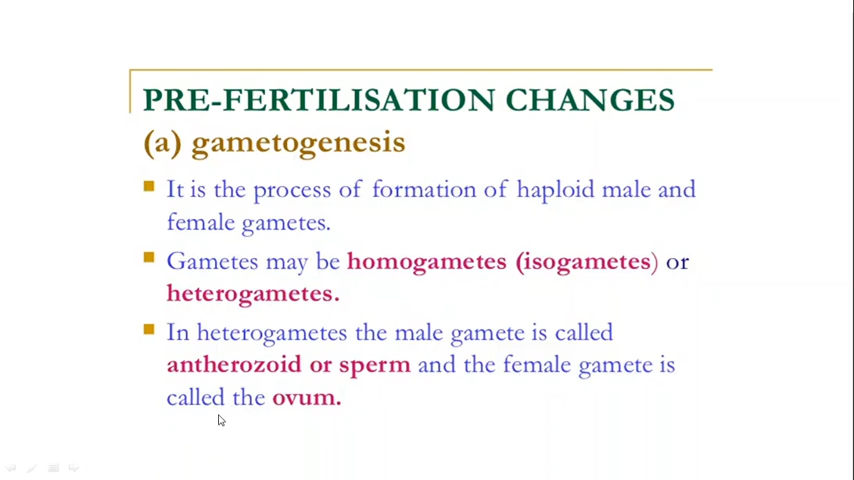 PRE-FERTILISATION CHANGES
(a) gametogenesis
It is the process of formation of haploid male and
female gametes.
Gametes may be homogametes (isogametes) or
heterogametes.
In heterogametes the male gamete is called
antherozoid or sperm and the female gamete is
called the ovum.